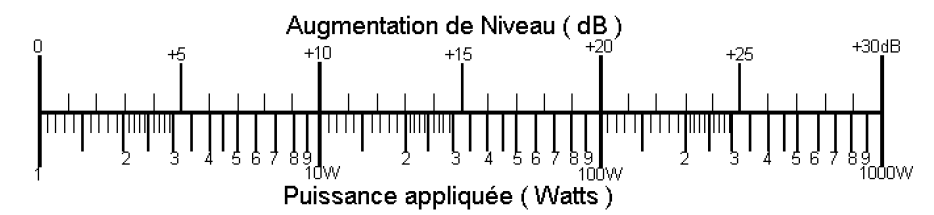 Augmentation de Niveau ( dB )
0 +5 +10 +15 +20 +25 +30dB
2 3 4 5 6 7 8 9 2 3 4 5 6 7 8 9 2 3 4 5 6 7 8 9
1 10W 100W 1000W
Puissance appliquée ( Watts )